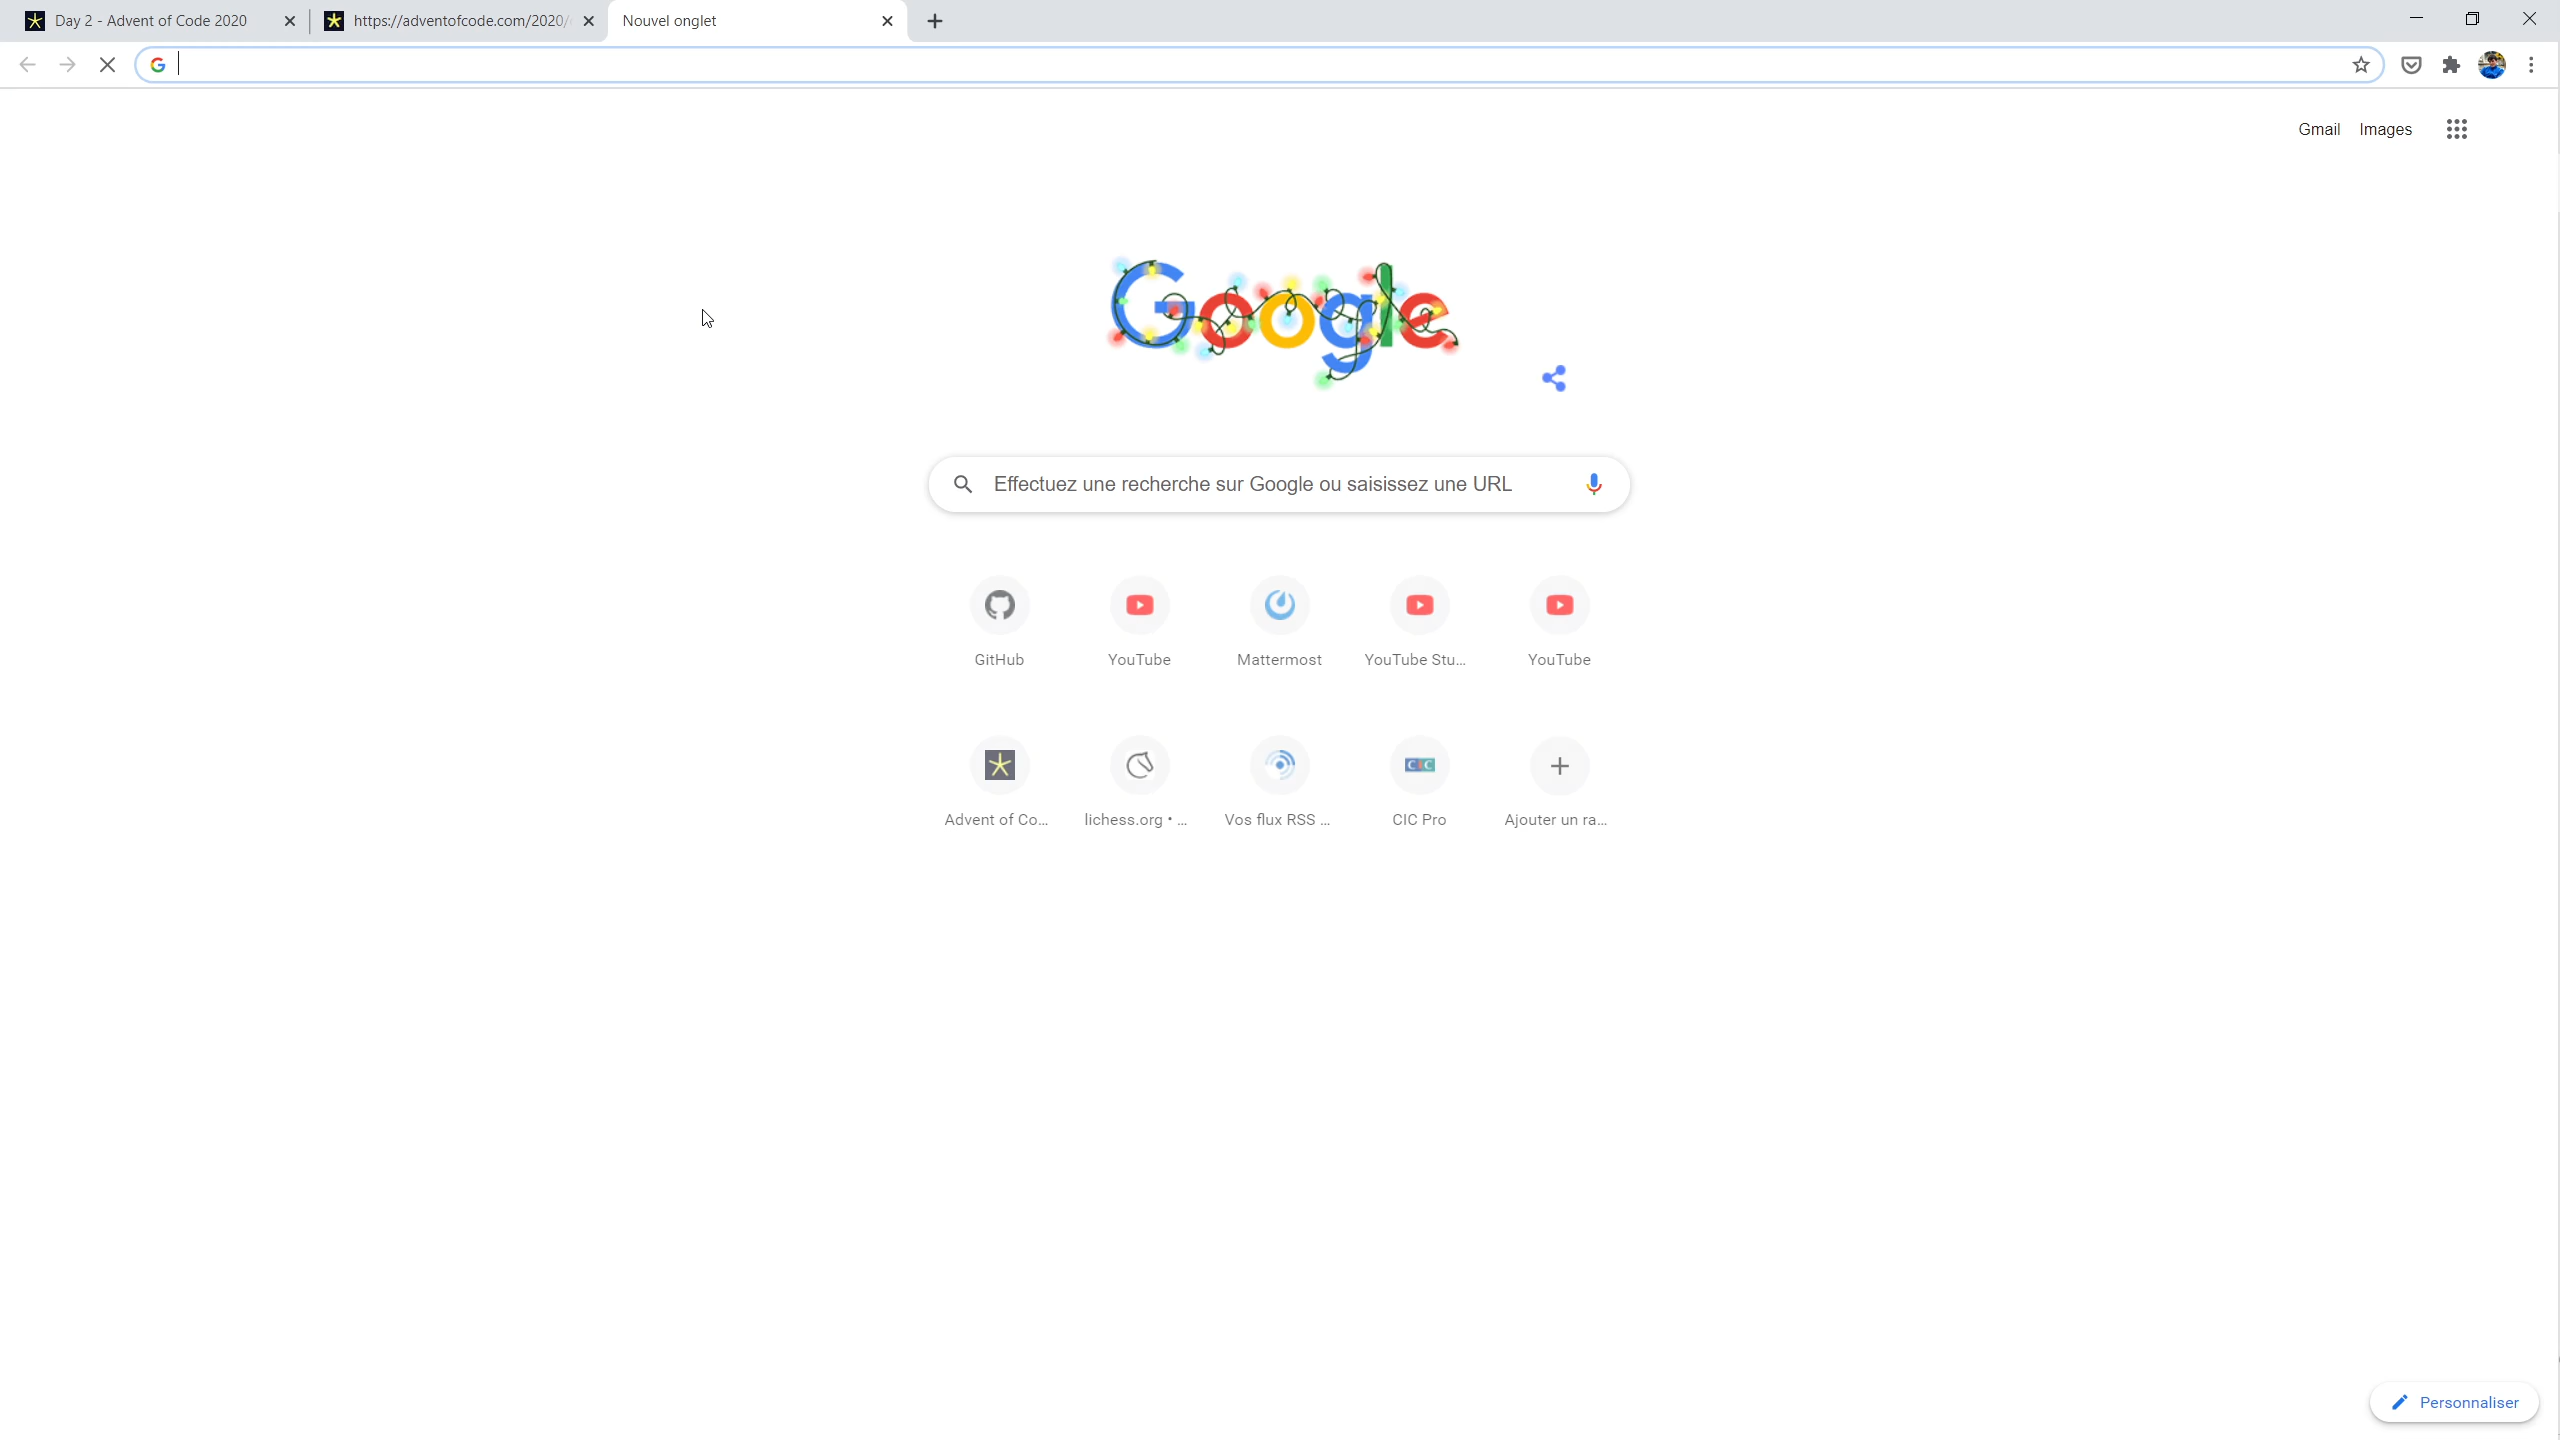 Day 2 - Advent of Code 2020
https://adventofcode.com/2020/
Nouvel onglet
Gmail Images
Google
Effectuez une recherche sur Google ou saisissez une URL
GitHub YouTube Mattermost YouTube Stu... YouTube
CIC
Advent of Co... lichess.org • ... Vos flux RSS ... CIC Pro Ajouter un ra...
Personnaliser